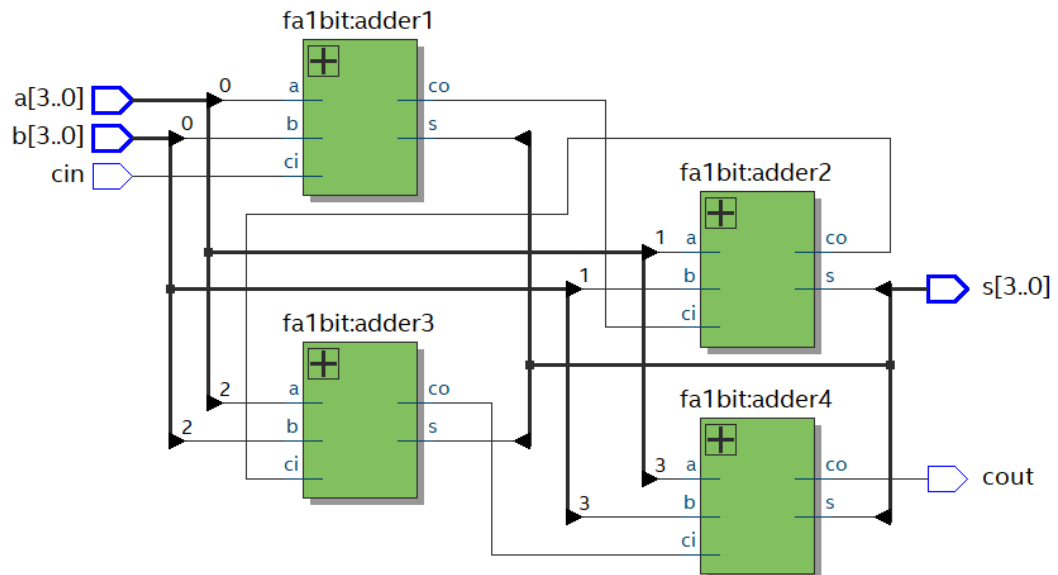 fa1bit:adder1
a[3..0]
0
a
co
b[3..0]
0
b
s
cin
ci
fa1bit:adder2
1
a
co
1
b
s
s[3..0]
ci
fa1bit:adder3
2
a
co
2
b
s
ci
fa1bit:adder4
3
a
co
cout
3
b
s
ci